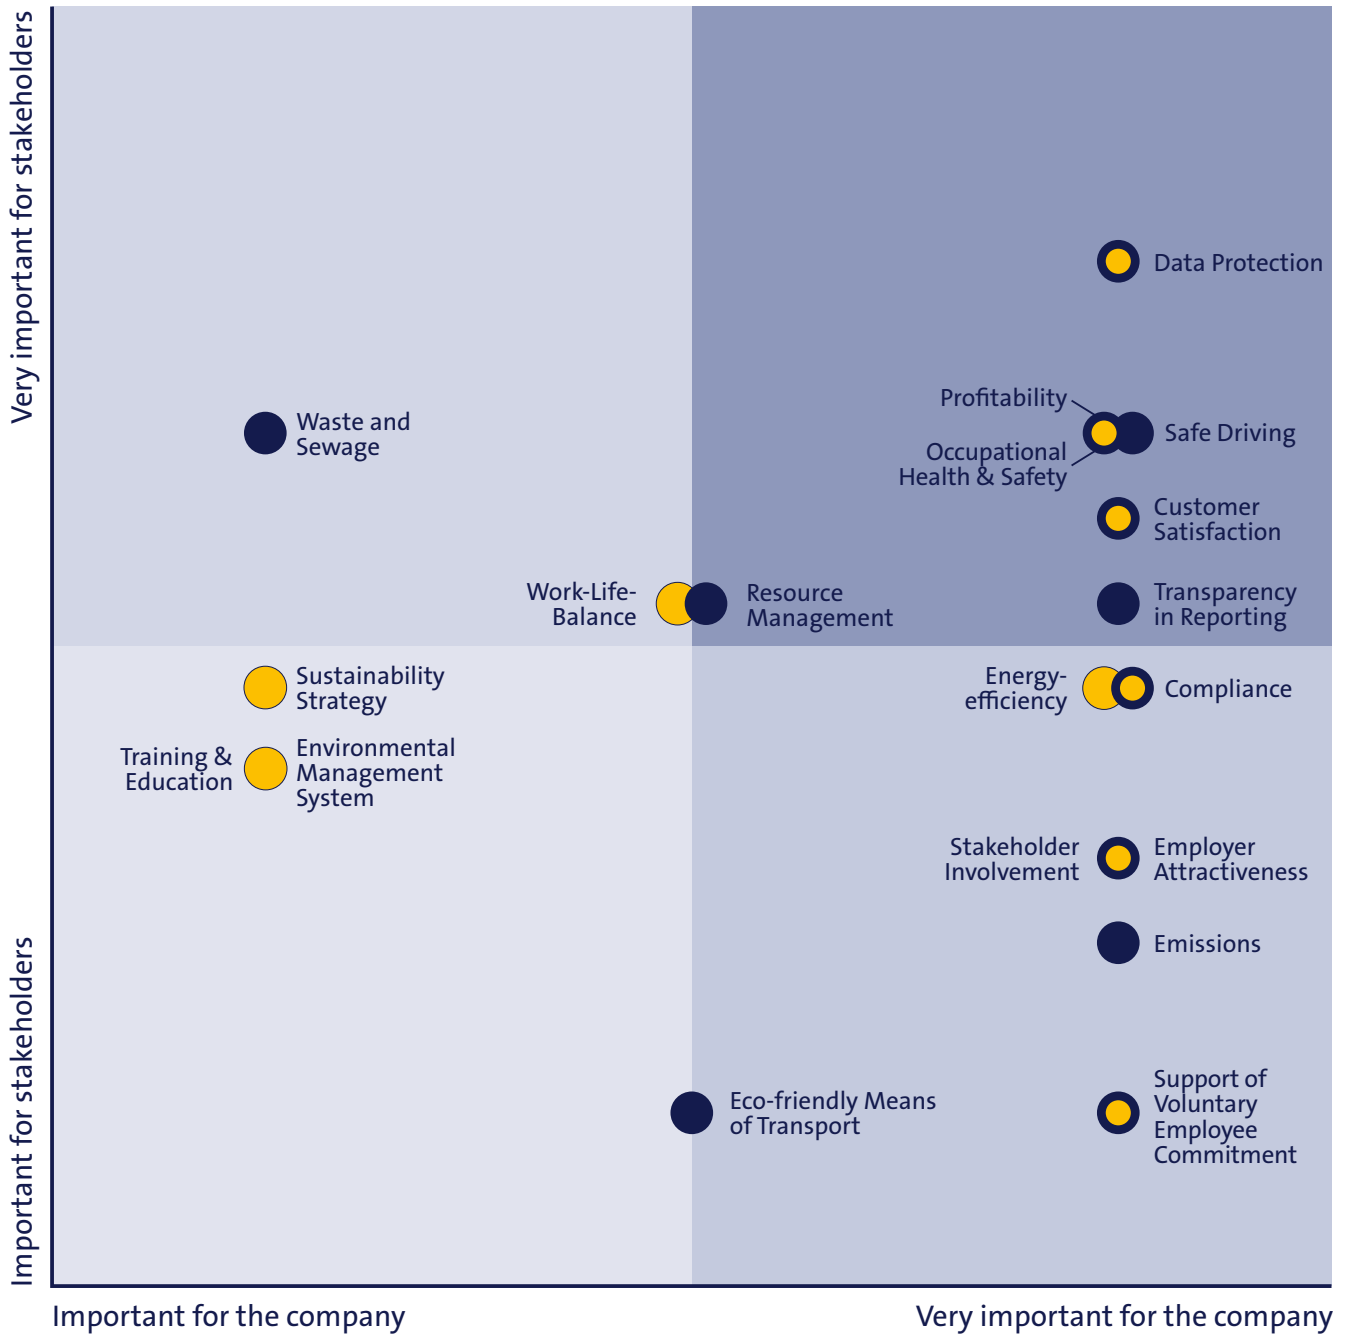 Very important for stakeholders
Important for stakeholders
Data Protection
Profitability
Occupational
Health & Safety
Safe Driving
Waste and
Sewage
Customer
Satisfaction
Work-Life-
Balance
Resource
Management
Transparency
in Reporting
Sustainability
Strategy
Energy-
efficiency
Compliance
Training &
Education
Environmental
Management
System
Stakeholder
Involvement
Employer
Attractiveness
Emissions
Eco-friendly Means
of Transport
Support of
Voluntary
Employee
Commitment
Important for the company
Very important for the company